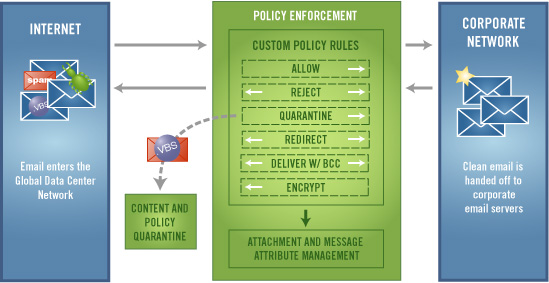 INTERNET
spam
VBS
Email enters the
Global Data Center
Network
VBS
CONTENT AND
POLICY
QUARANTINE
POLICY ENFORCEMENT
CUSTOM POLICY RULES
ALLOW
REJECT
QUARANTINE
REDIRECT
DELIVER W/ BCC
ENCRYPT
ATTACHMENT AND MESSAGE
ATTRIBUTE MANAGEMENT
CORPORATE
NETWORK
Clean email is
handed off to
corporate
email servers